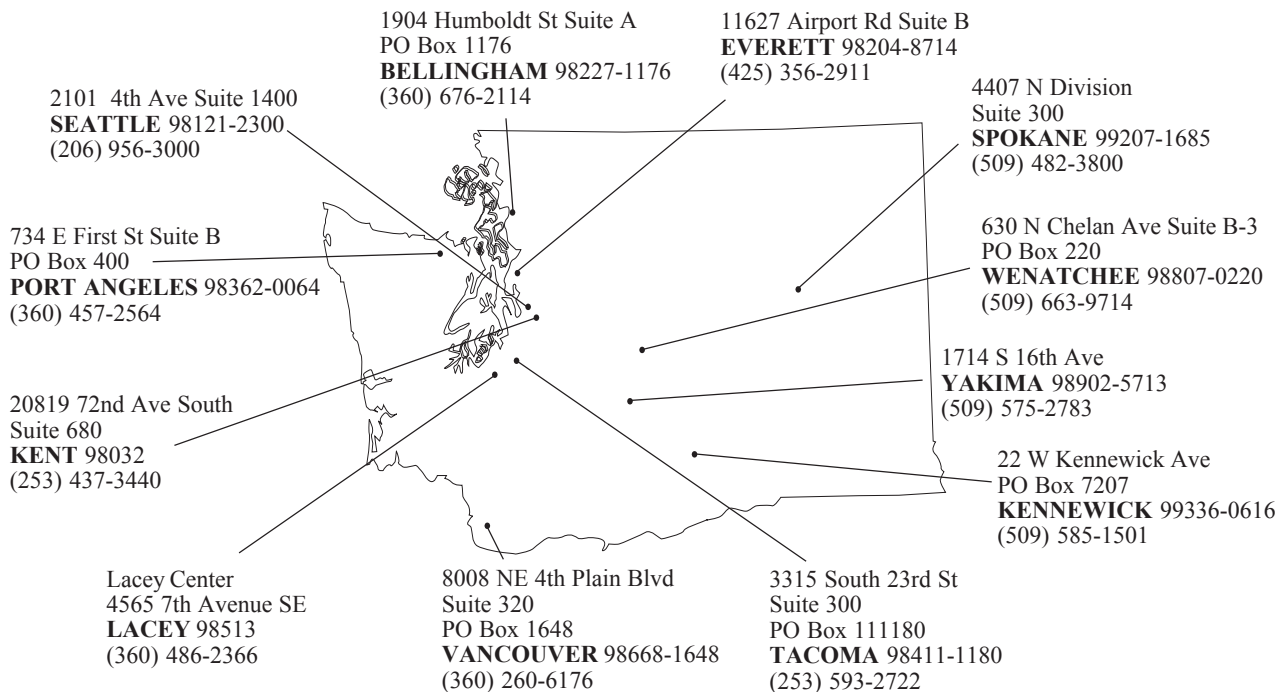 1904 Humboldt St Suite A
PO Box 1176
BELLINGHAM 98227-1176
(360) 676-2114
11627 Airport Rd Suite B
EVERETT 98204-8714
(425) 356-2911
2101 4th Ave Suite 1400
SEATTLE 98121-2300
(206) 956-3000
4407 N Division
Suite 300
SPOKANE 99207-1685
(509) 482-3800
734 E First St Suite B
PO Box 400
PORT ANGELES 98362-0064
(360) 457-2564
630 N Chelan Ave Suite B-3
PO Box 220
WENATCHEE 98807-0220
(509) 663-9714
1714 S 16th Ave
YAKIMA 98902-5713
(509) 575-2783
20819 72nd Ave South
Suite 680
KENT 98032
(253) 437-3440
22 W Kennewick Ave
PO Box 7207
KENNEWICK 99336-0616
(509) 585-1501
Lacey Center
4565 7th Avenue SE
LACEY 98513
(360) 486-2366
8008 NE 4th Plain Blvd
Suite 320
PO Box 1648
VANCOUVER 98668-1648
(360) 260-6176
3315 South 23rd St
Suite 300
PO Box 111180
TACOMA 98411-1180
(253) 593-2722